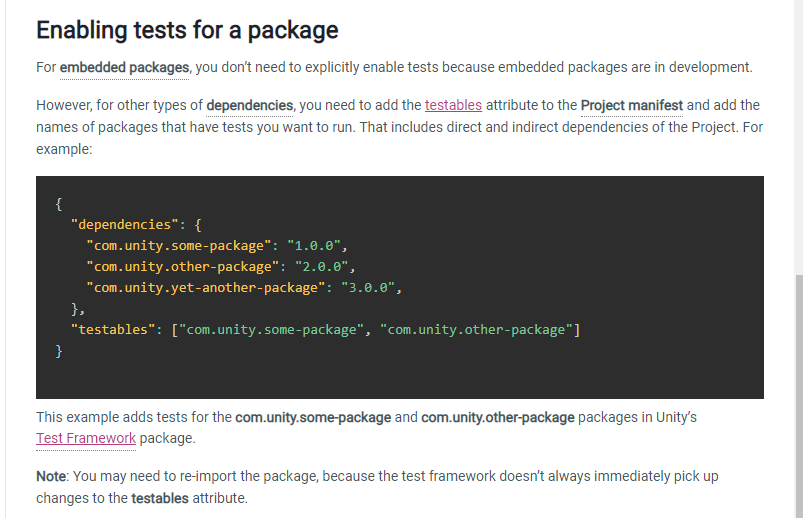 Enabling tests for a package
For embedded packages, you don’t need to explicitly enable tests because embedded packages are in development.
However, for other types of dependencies, you need to add the testables attribute to the Project manifest and add the
names of packages that have tests you want to run. That includes direct and indirect dependencies of the Project. For
example:
{
  "dependencies": {
    "com.unity.some-package": "1.0.0",
    "com.unity.other-package": "2.0.0",
    "com.unity.yet-another-package": "3.0.0",
  },
  "testables": ["com.unity.some-package", "com.unity.other-package"]
}
This example adds tests for the com.unity.some-package and com.unity.other-package packages in Unity’s
Test Framework package.
Note: You may need to re-import the package, because the test framework doesn’t always immediately pick up
changes to the testables attribute.